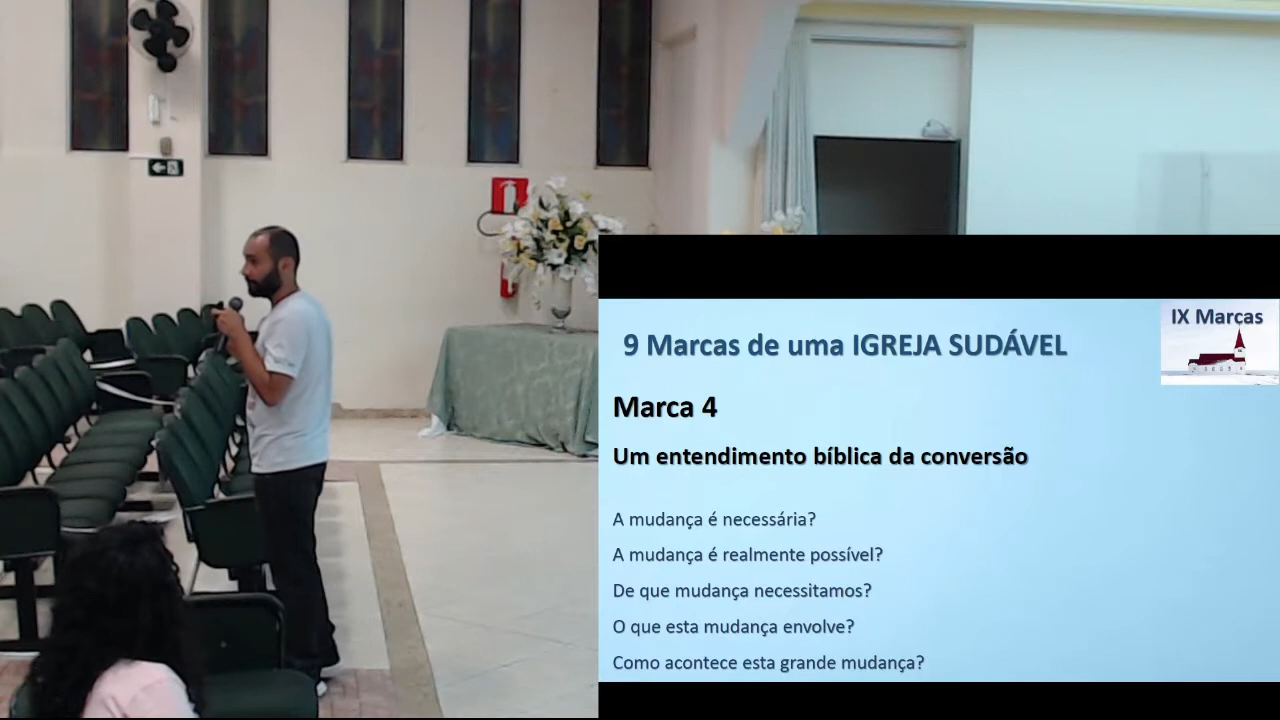 9 Marcas de uma IGREJA SUDÁVEL
IX Marcas
Marca 4
Um entendimento bíblica da conversão
A mudança é necessária?
A mudança é realmente possível?
De que mudança necessitamos?
O que esta mudança envolve?
Como acontece esta grande mudança?